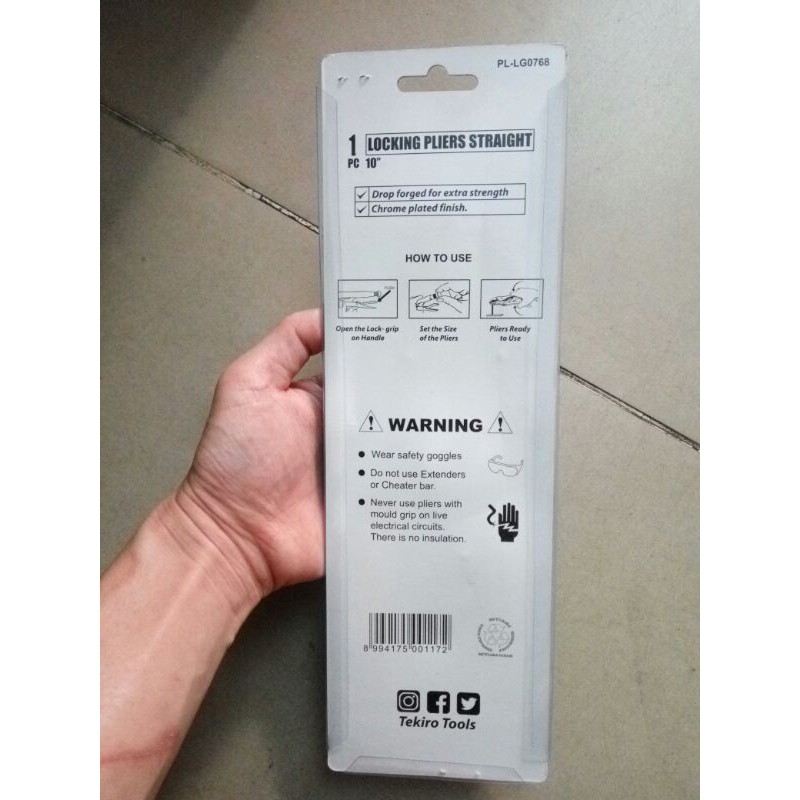 PL-LG0768
1 PC
LOCKING PLIERS STRAIGHT
10"
Drop forged for extra strength
Chrome plated finish.
HOW TO USE
Open the Lock- grip
on Handle
Set the Size
of the Pliers
Pliers Ready
to Use
WARNING
Wear safety goggles
Do not use Extenders
or Cheater bar.
Never use pliers with
mould grip on live
electrical circuits.
There is no insulation.
8 994175 001172
Tekiro Tools